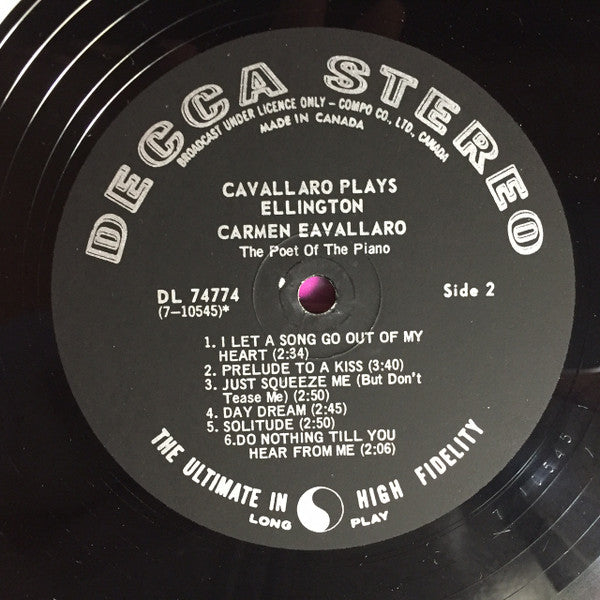 DECCA STEREO
BROADCAST UNDER LICENCE ONLY - COMPO CO., LTD., CANADA
MADE IN CANADA
CAVALLARO PLAYS
ELLINGTON
CARMEN EAVALLARO
The Poet Of The Piano
DL 74774
(7-10545)*
Side 2
1. I LET A SONG GO OUT OF MY
HEART (2:34)
2. PRELUDE TO A KISS (3:40)
3. JUST SQUEEZE ME (But Don't
Tease Me) (2:50)
4. DAY DREAM (2:45)
5. SOLITUDE (2:50)
6.DO NOTHING TILL YOU
HEAR FROM ME (2:06)
THE ULTIMATE IN HIGH FIDELITY
LONG PLAY